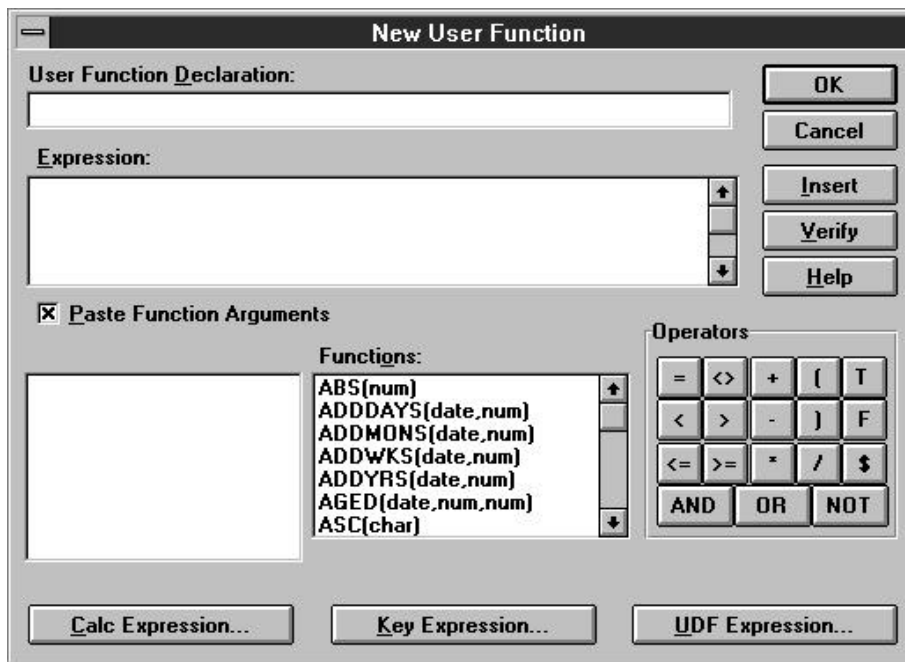 New User Function
User Function Declaration:
OK
Cancel
Expression:
Insert
Verify
Help
Paste Function Arguments
Functions:
ABS(num)
ADDDAYS(date,num)
ADDMONS(date,num)
ADDWKS(date,num)
ADDYRS(date,num)
AGED(date,num,num)
ASC(char)
Operators
= <> + ( T
< > - ) F
<= >= * / $
AND OR NOT
Calc Expression... Key Expression... UDF Expression...